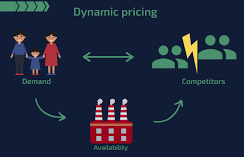 Dynamic pricing
Demand
Competitors
Availability